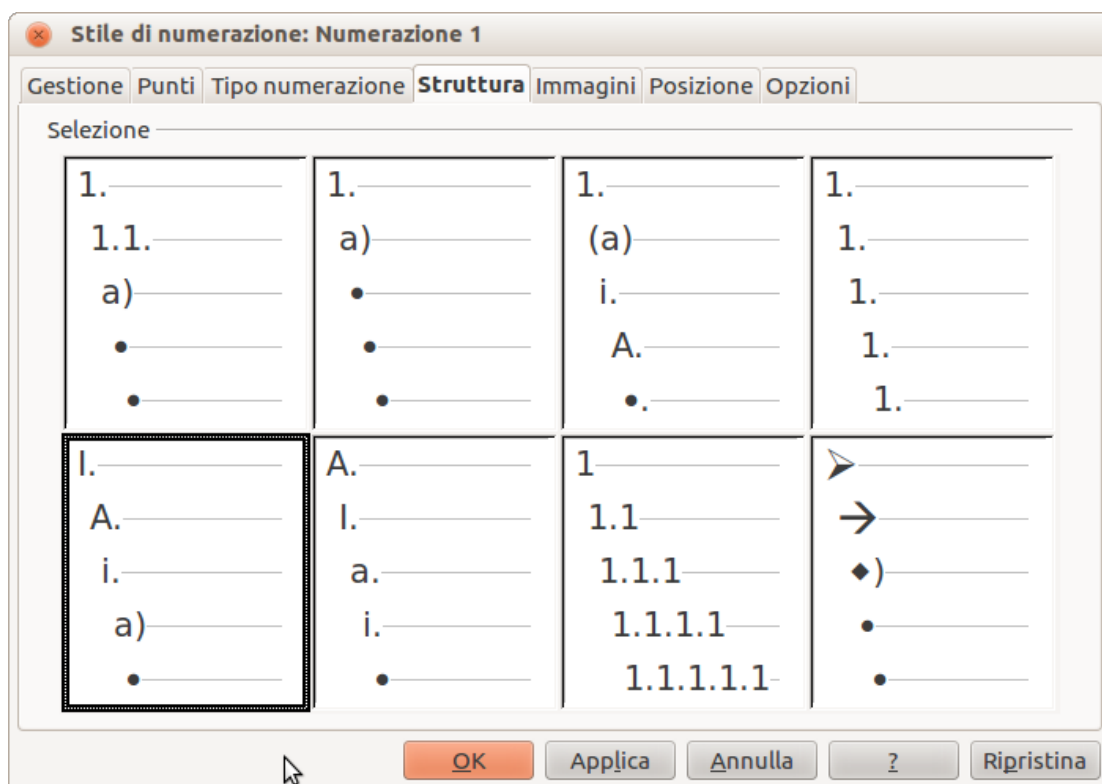 Stile di numerazione: Numerazione 1
Gestione Punti Tipo numerazione Struttura Immagini Posizione Opzioni
Selezione
1.
1.1.
a)
•
•
1.
a)
•
•
•
1.
(a)
i.
A.
•.
1.
1.
1.
1.
1.
I.
A.
i.
a)
•
A.
I.
a.
i.
•
1
1.1
1.1.1
1.1.1.1
1.1.1.1.1
➢
→
◆)
•
•
OK Applica Annulla ? Ripristina